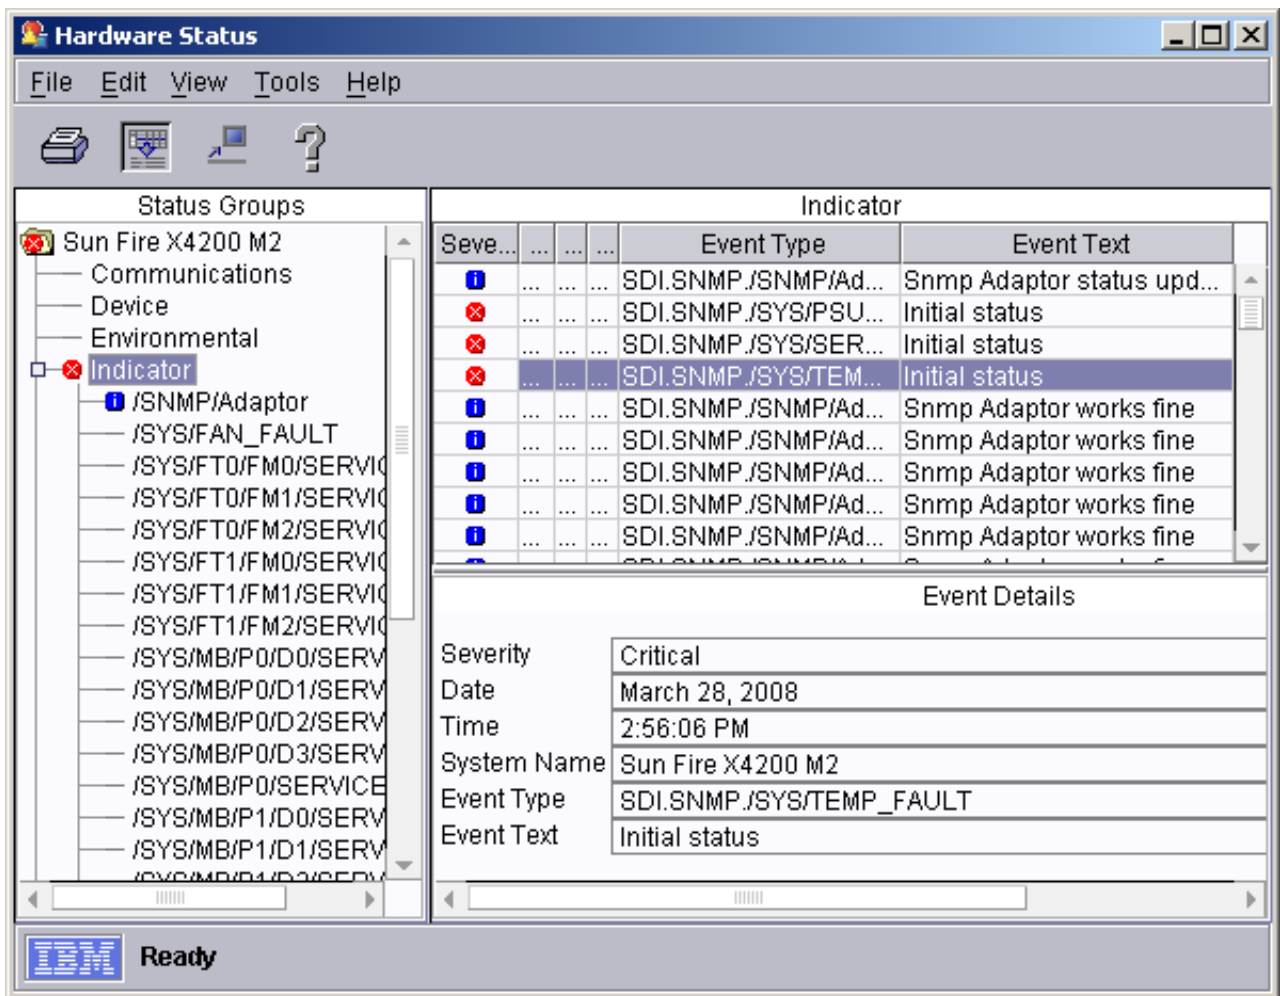 Hardware Status
File Edit View Tools Help
Status Groups
Sun Fire X4200 M2
Communications
Device
Environmental
Indicator
/SNMP/Adaptor
/SYS/FAN_FAULT
/SYS/FT0/FM0/SERVIC
/SYS/FT0/FM1/SERVIC
/SYS/FT0/FM2/SERVIC
/SYS/FT1/FM0/SERVIC
/SYS/FT1/FM1/SERVIC
/SYS/FT1/FM2/SERVIC
/SYS/MB/P0/D0/SERV
/SYS/MB/P0/D1/SERV
/SYS/MB/P0/D2/SERV
/SYS/MB/P0/D3/SERV
/SYS/MB/P0/SERVICE
/SYS/MB/P1/D0/SERV
/SYS/MB/P1/D1/SERV
Indicator
Seve... ... ... ... Event Type Event Text
... ... ... SDI.SNMP./SNMP/Ad... Snmp Adaptor status upd...
... ... ... SDI.SNMP./SYS/PSU... Initial status
... ... ... SDI.SNMP./SYS/SER... Initial status
... ... ... SDI.SNMP./SYS/TEM... Initial status
... ... ... SDI.SNMP./SNMP/Ad... Snmp Adaptor works fine
... ... ... SDI.SNMP./SNMP/Ad... Snmp Adaptor works fine
... ... ... SDI.SNMP./SNMP/Ad... Snmp Adaptor works fine
... ... ... SDI.SNMP./SNMP/Ad... Snmp Adaptor works fine
... ... ... SDI.SNMP./SNMP/Ad... Snmp Adaptor works fine
Event Details
Severity Critical
Date March 28, 2008
Time 2:56:06 PM
System Name Sun Fire X4200 M2
Event Type SDI.SNMP./SYS/TEMP_FAULT
Event Text Initial status
IBM Ready